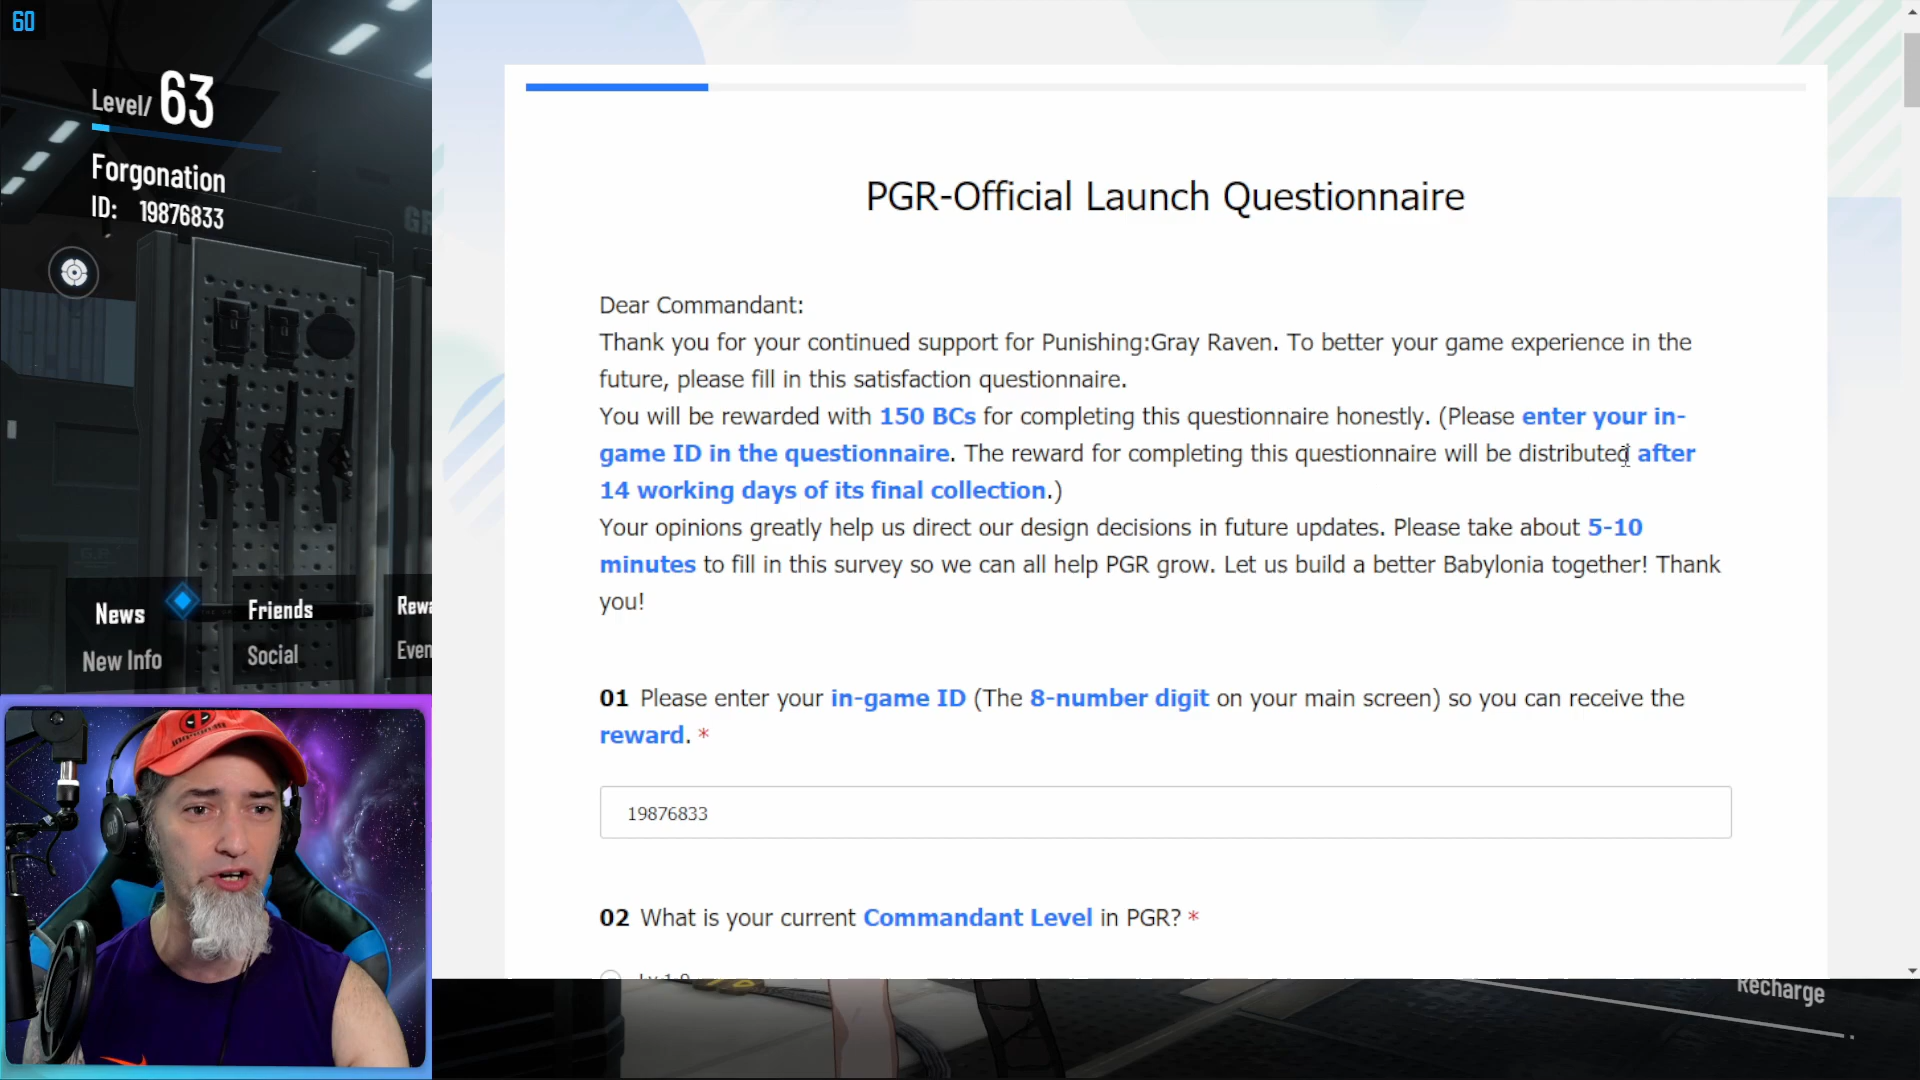 60
Level/ 63
Forgonation
ID: 19876833
News
New Info
Friends
Social
PGR-Official Launch Questionnaire
Dear Commandant:
Thank you for your continued support for Punishing:Gray Raven. To better your game experience in the
future, please fill in this satisfaction questionnaire.
You will be rewarded with 150 BCs for completing this questionnaire honestly. (Please enter your in-
game ID in the questionnaire. The reward for completing this questionnaire will be distributed after
14 working days of its final collection.)
Your opinions greatly help us direct our design decisions in future updates. Please take about 5-10
minutes to fill in this survey so we can all help PGR grow. Let us build a better Babylonia together! Thank
you!
01 Please enter your in-game ID (The 8-number digit on your main screen) so you can receive the
reward. *
19876833
02 What is your current Commandant Level in PGR? *
Recharge